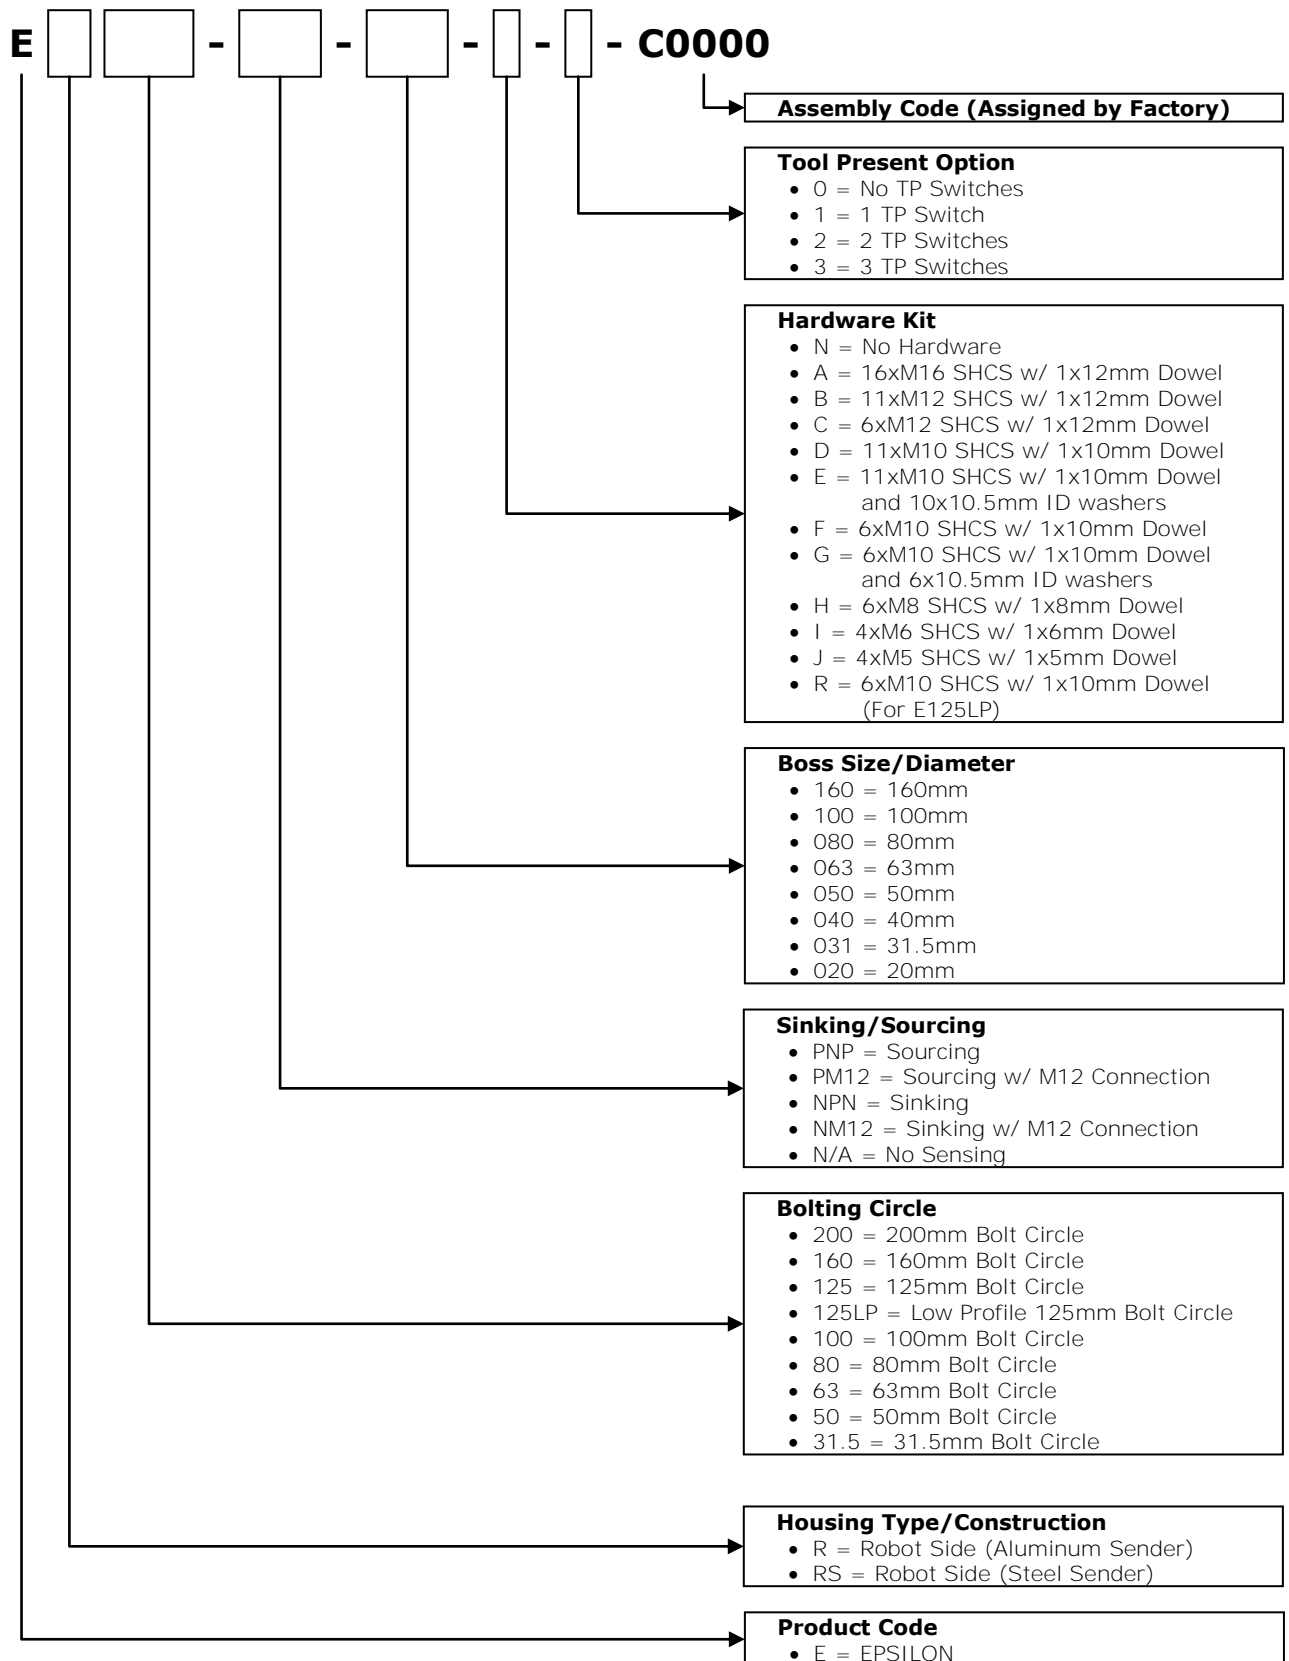 E - - - - - C0000
Assembly Code (Assigned by Factory)
Tool Present Option
• 0 = No TP Switches
• 1 = 1 TP Switch
• 2 = 2 TP Switches
• 3 = 3 TP Switches
Hardware Kit
• N = No Hardware
• A = 16xM16 SHCS w/ 1x12mm Dowel
• B = 11xM12 SHCS w/ 1x12mm Dowel
• C = 6xM12 SHCS w/ 1x12mm Dowel
• D = 11xM10 SHCS w/ 1x10mm Dowel
• E = 11xM10 SHCS w/ 1x10mm Dowel
and 10x10.5mm ID washers
• F = 6xM10 SHCS w/ 1x10mm Dowel
• G = 6xM10 SHCS w/ 1x10mm Dowel
and 6x10.5mm ID washers
• H = 6xM8 SHCS w/ 1x8mm Dowel
• I = 4xM6 SHCS w/ 1x6mm Dowel
• J = 4xM5 SHCS w/ 1x5mm Dowel
• R = 6xM10 SHCS w/ 1x10mm Dowel
(For E125LP)
Boss Size/Diameter
• 160 = 160mm
• 100 = 100mm
• 080 = 80mm
• 063 = 63mm
• 050 = 50mm
• 040 = 40mm
• 031 = 31.5mm
• 020 = 20mm
Sinking/Sourcing
• PNP = Sourcing
• PM12 = Sourcing w/ M12 Connection
• NPN = Sinking
• NM12 = Sinking w/ M12 Connection
• N/A = No Sensing
Bolting Circle
• 200 = 200mm Bolt Circle
• 160 = 160mm Bolt Circle
• 125 = 125mm Bolt Circle
• 125LP = Low Profile 125mm Bolt Circle
• 100 = 100mm Bolt Circle
• 80 = 80mm Bolt Circle
• 63 = 63mm Bolt Circle
• 50 = 50mm Bolt Circle
• 31.5 = 31.5mm Bolt Circle
Housing Type/Construction
• R = Robot Side (Aluminum Sender)
• RS = Robot Side (Steel Sender)
Product Code
• E = EPSILON